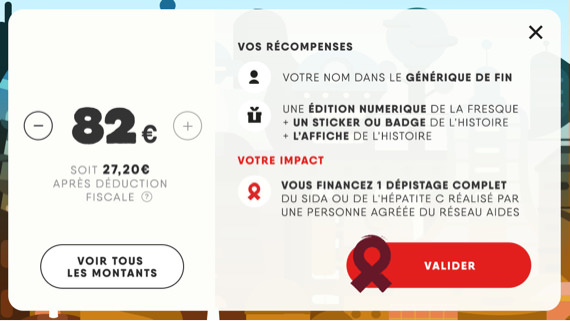 82€
SOIT 27,20€
APRÈS DÉDUCTION
FISCALE ?
VOIR TOUS
LES MONTANTS
VOS RÉCOMPENSES
VOTRE NOM DANS LE GÉNÉRIQUE DE FIN
UNE ÉDITION NUMERIQUE DE LA FRESQUE
+ UN STICKER OU BADGE DE L'HISTOIRE
+ L'AFFICHE DE L'HISTOIRE
VOTRE IMPACT
VOUS FINANCEZ 1 DÉPISTAGE COMPLET
DU SIDA OU DE L'HÉPATITE C RÉALISÉ PAR
UNE PERSONNE AGRÉÉE DU RÉSEAU AIDES
VALIDER